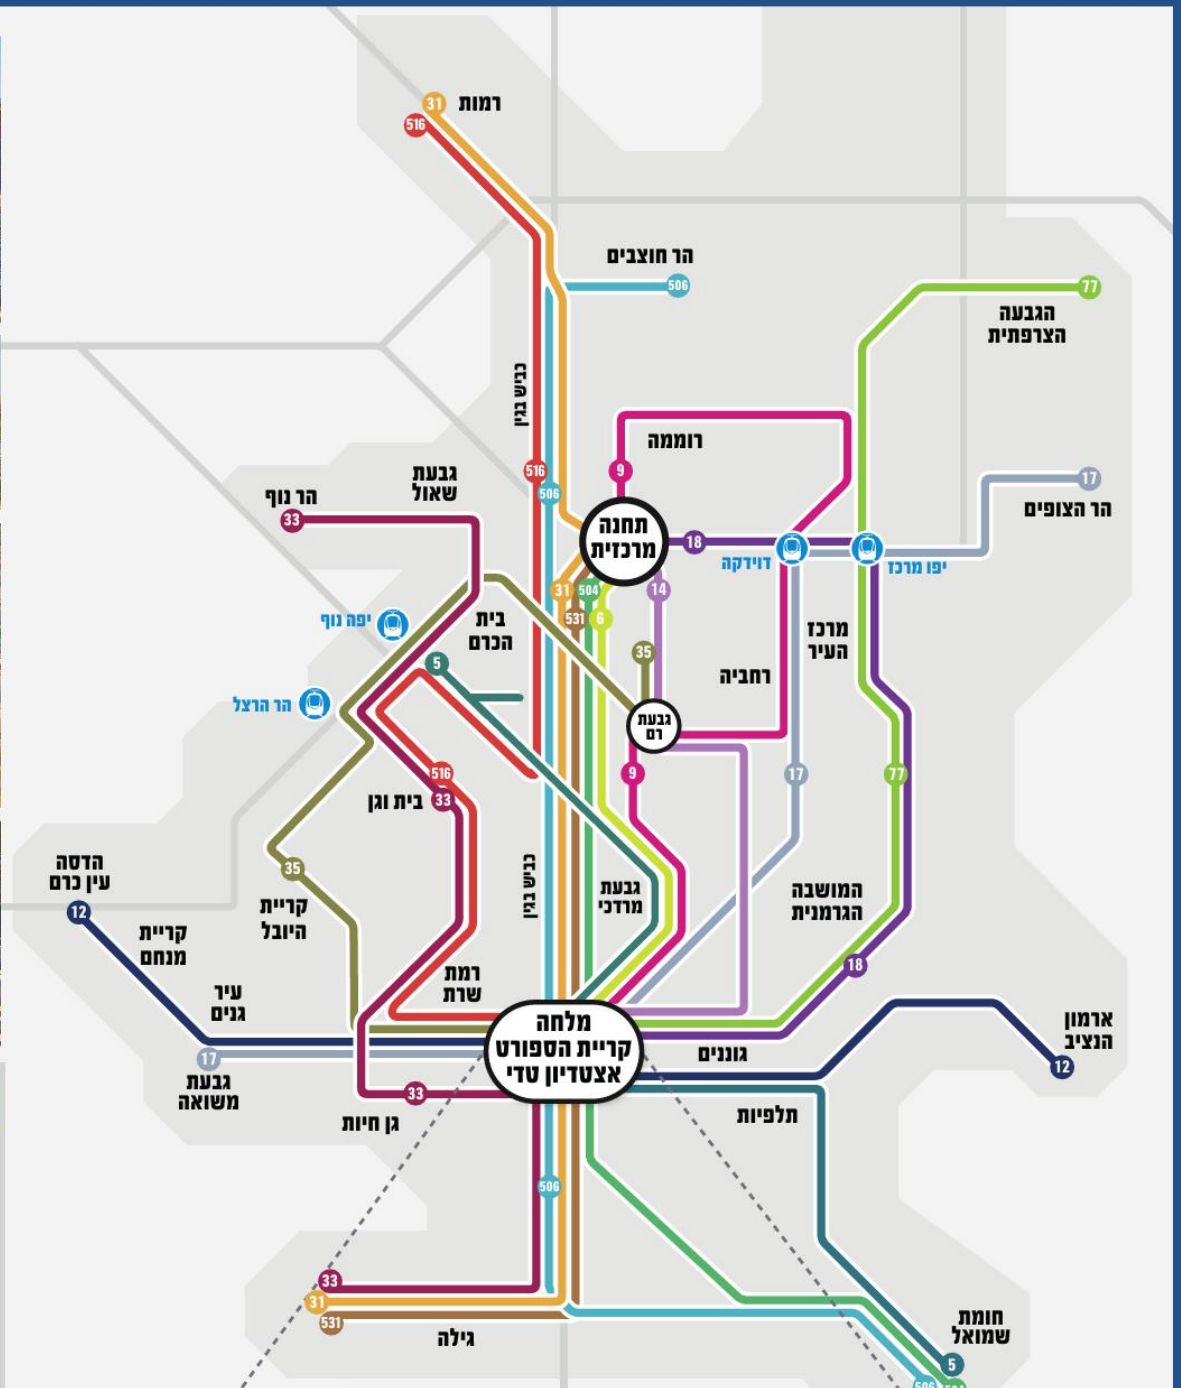 31
רמות
516
הר חוצבים
506
77
הגבעה
הצרפתית
כביש בגין
רוממה
516
9
506
גבעת
שאול
הר נוף
33
17
הר הצופים
תחנה
מרכזית
18
דוידקה
יפו מרכז
31
504
14
531
6
יפה נוף
בית
הכרם
5
35
מרכז
העיר
רחביה
הר הרצל
גבעת
רם
516
33
בית וגן
9
17
77
הדסה
עין כרם
12
35
קריית
היובל
כביש בגין
גבעת
מרדכי
המושבה
הגרמנית
קריית
מנחם
18
עיר
גנים
רמת
שרת
מלחה
קריית הספורט
אצטדיון טדי
גוננים
ארמון
הנציב
12
17
גבעת
משואה
33
גן חיות
תלפיות
506
33
31
531
גילה
חומת
שמואל
5
506